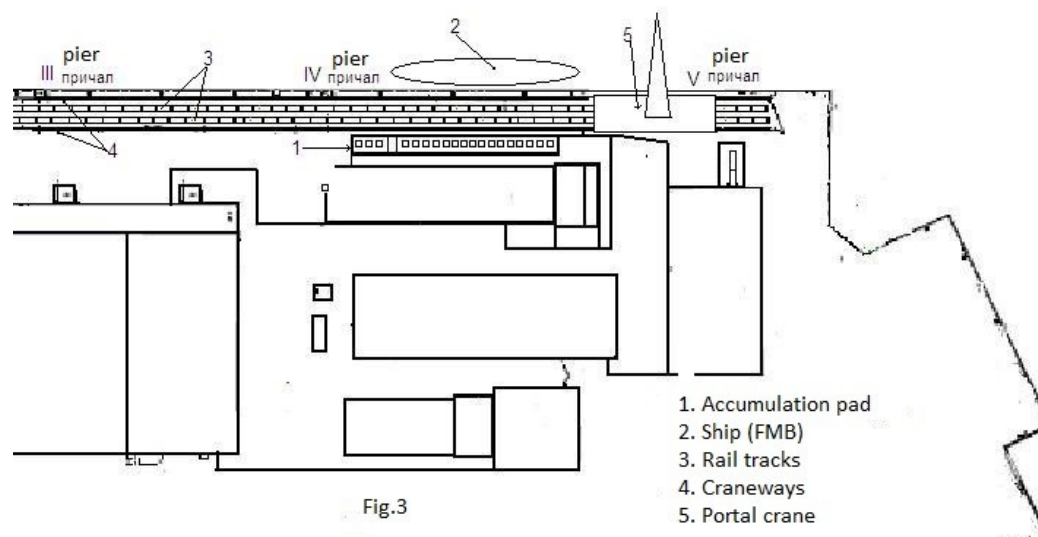 pier
III причал
3
pier
IV причал
2
5
pier
V причал
4
1
1. Accumulation pad
2. Ship (FMB)
3. Rail tracks
4. Craneways
5. Portal crane
Fig.3